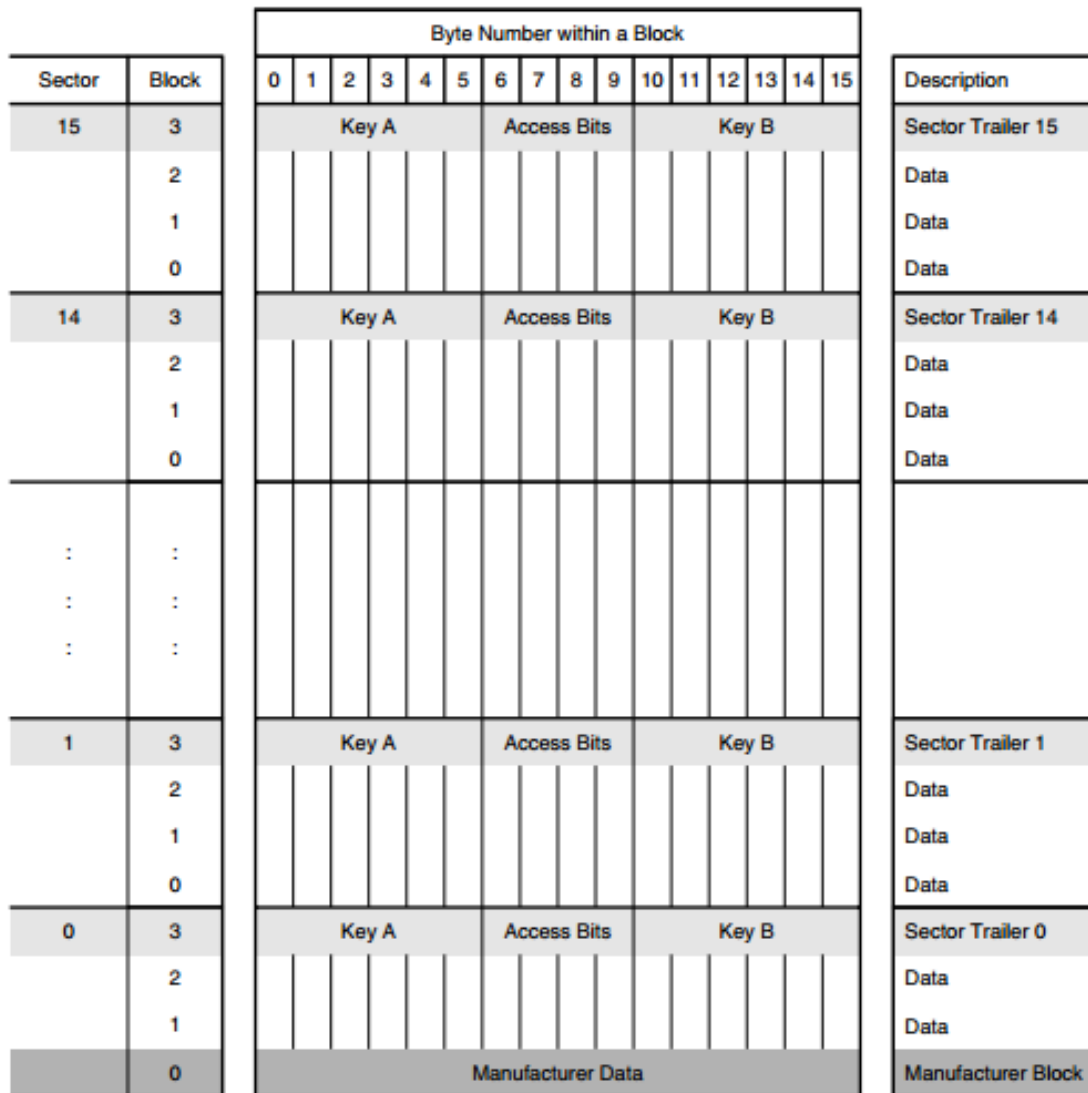 Byte Number within a Block
Sector Block 0 1 2 3 4 5 6 7 8 9 10 11 12 13 14 15 Description
15 3 Key A Access Bits Key B Sector Trailer 15
2 Data
1 Data
0 Data
14 3 Key A Access Bits Key B Sector Trailer 14
2 Data
1 Data
0 Data
: :
: :
: :
1 3 Key A Access Bits Key B Sector Trailer 1
2 Data
1 Data
0 Data
0 3 Key A Access Bits Key B Sector Trailer 0
2 Data
1 Data
0 Manufacturer Data Manufacturer Block